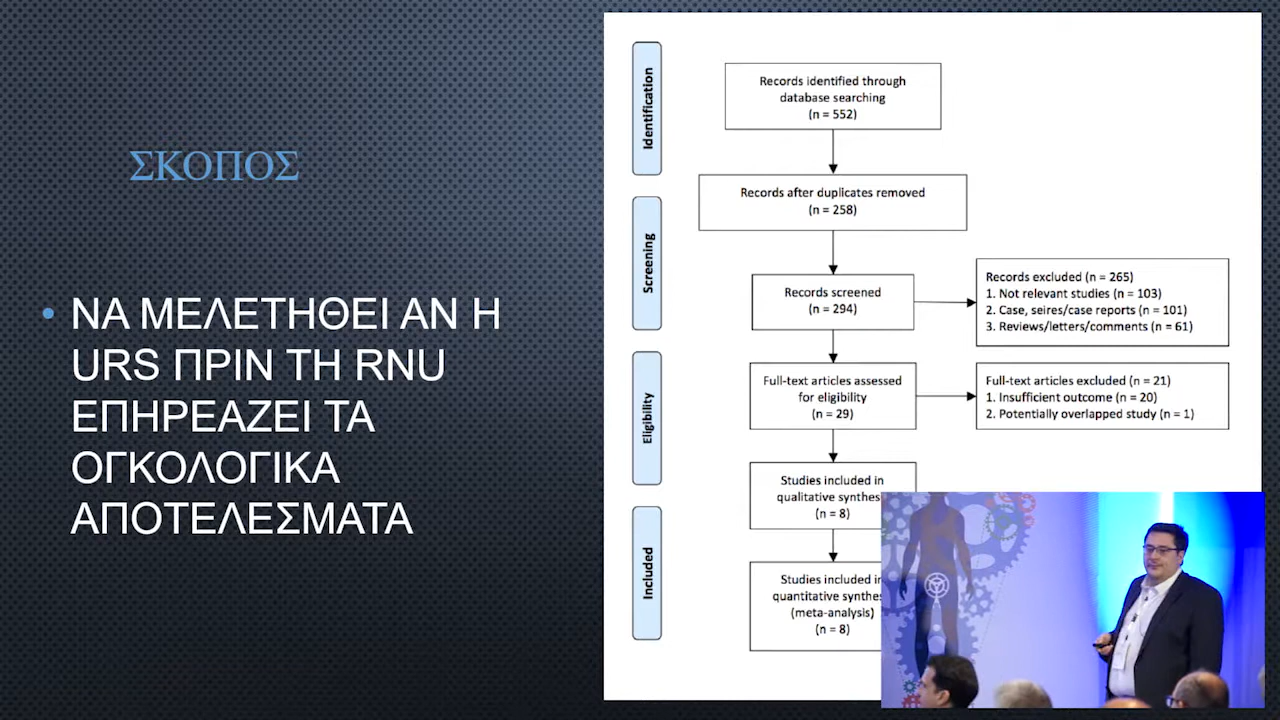 ΣΚΟΠΟΣ
• ΝΑ ΜΕΛΕΤΗΘΕΙ ΑΝ Η
URS ΠΡΙΝ ΤΗ RNU
ΕΠΗΡΕΑΖΕΙ ΤΑ
ΟΓΚΟΛΟΓΙΚΑ
ΑΠΟΤΕΛΕΣΜΑΤΑ
Identification
Records identified through
database searching
(n = 552)
Screening
Records after duplicates removed
(n = 258)
Records screened
(n = 294)
Records excluded (n = 265)
1. Not relevant studies (n = 103)
2. Case, seires/case reports (n = 101)
3. Reviews/letters/comments (n = 61)
Eligibility
Full-text articles assessed
for eligibility
(n = 29)
Full-text articles excluded (n = 21)
1. Insufficient outcome (n = 20)
2. Potentially overlapped study (n = 1)
Included
Studies included in
qualitative
(n = 8)
Studies included in
quantitative
(meta-analysis)
(n = 8)